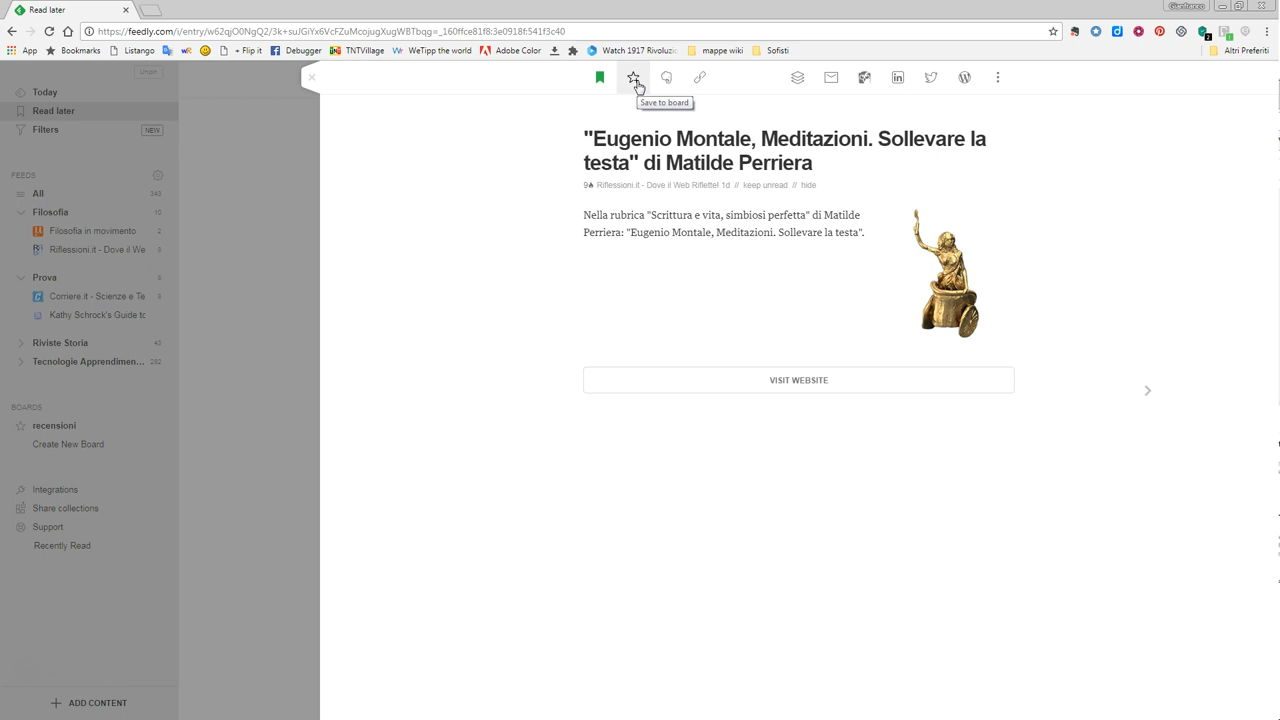 Read later
Gianfranco
https://feedly.com/i/entry/w62qjO0NgQ2/3k+suJGiYx6VcFZuMcojugXugWBTbqg=_160ffce81f8:3e0918f:541f3c40
App Bookmarks Listango + Flip it Debugger TNTVillage WeTipp the world Adobe Color Watch 1917 Rivoluzi mappe wiki Sofisti Altri Preferiti
Save to board
Today
Read later
Filters NEW
FEEDS
All 343
Filosofia 10
Filosofia in movimento 2
Riflessioni.it - Dove il We 8
Prova 6
Corriere.it - Scienze e Te 3
Kathy Schrock's Guide to
Riviste Storia 43
Tecnologie Apprendimen... 282
BOARDS
recensioni
Create New Board
Integrations
Share collections
Support
Recently Read
ADD CONTENT
"Eugenio Montale, Meditazioni. Sollevare la
testa" di Matilde Perriera
9 Riflessioni.it - Dove il Web Riflette! 1d // keep unread // hide
Nella rubrica "Scrittura e vita, simbiosi perfetta" di Matilde
Perriera: "Eugenio Montale, Meditazioni. Sollevare la testa".
VISIT WEBSITE